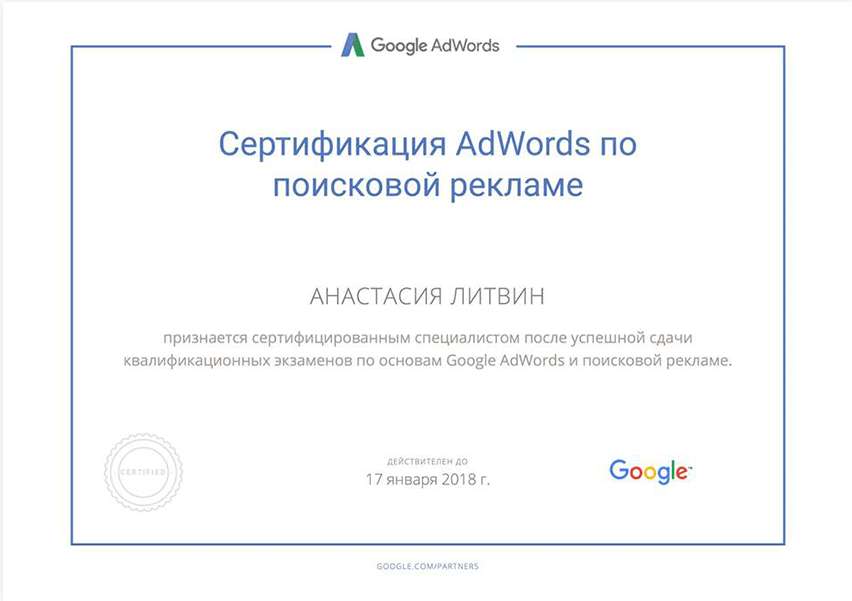 Google AdWords
Сертификация AdWords по
поисковой рекламе
АНАСТАСИЯ ЛИТВИН
признается сертифицированным специалистом после успешной сдачи
квалификационных экзаменов по основам Google AdWords и поисковой рекламе.
CERTIFIED
ДЕЙСТВИТЕЛЕН ДО
17 января 2018 г.
Google™
GOOGLE.COM/PARTNERS